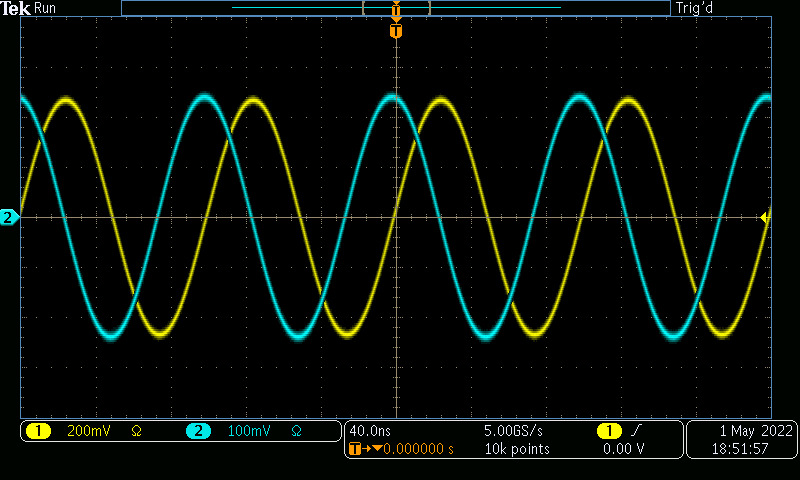 Tek Run Trig'd
T
T
2
1 200mV Ω 2 100mV Ω
40.0ns 5.00GS/s 1
T→▼0.000000 s 10k points 0.00 V
1 May 2022
18:51:57